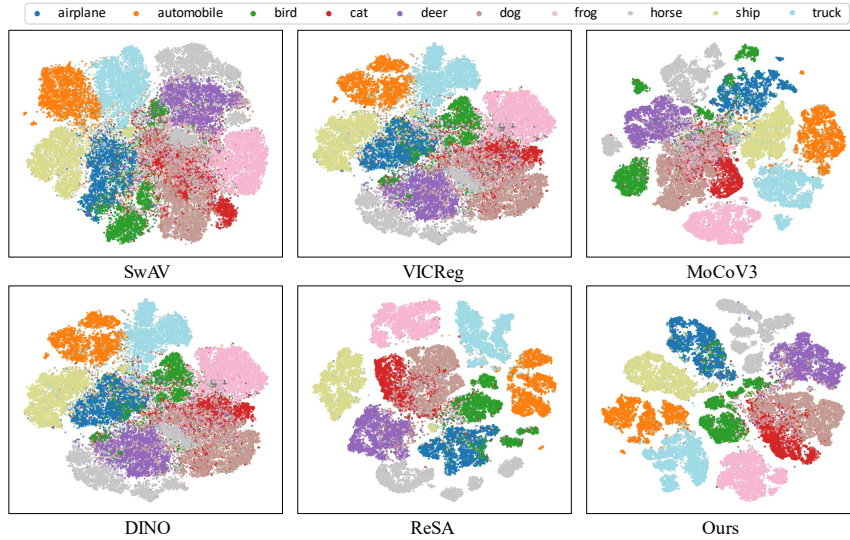 airplane automobile bird cat deer dog frog horse ship truck
SwAV VICReg MoCoV3
DINO ReSA Ours